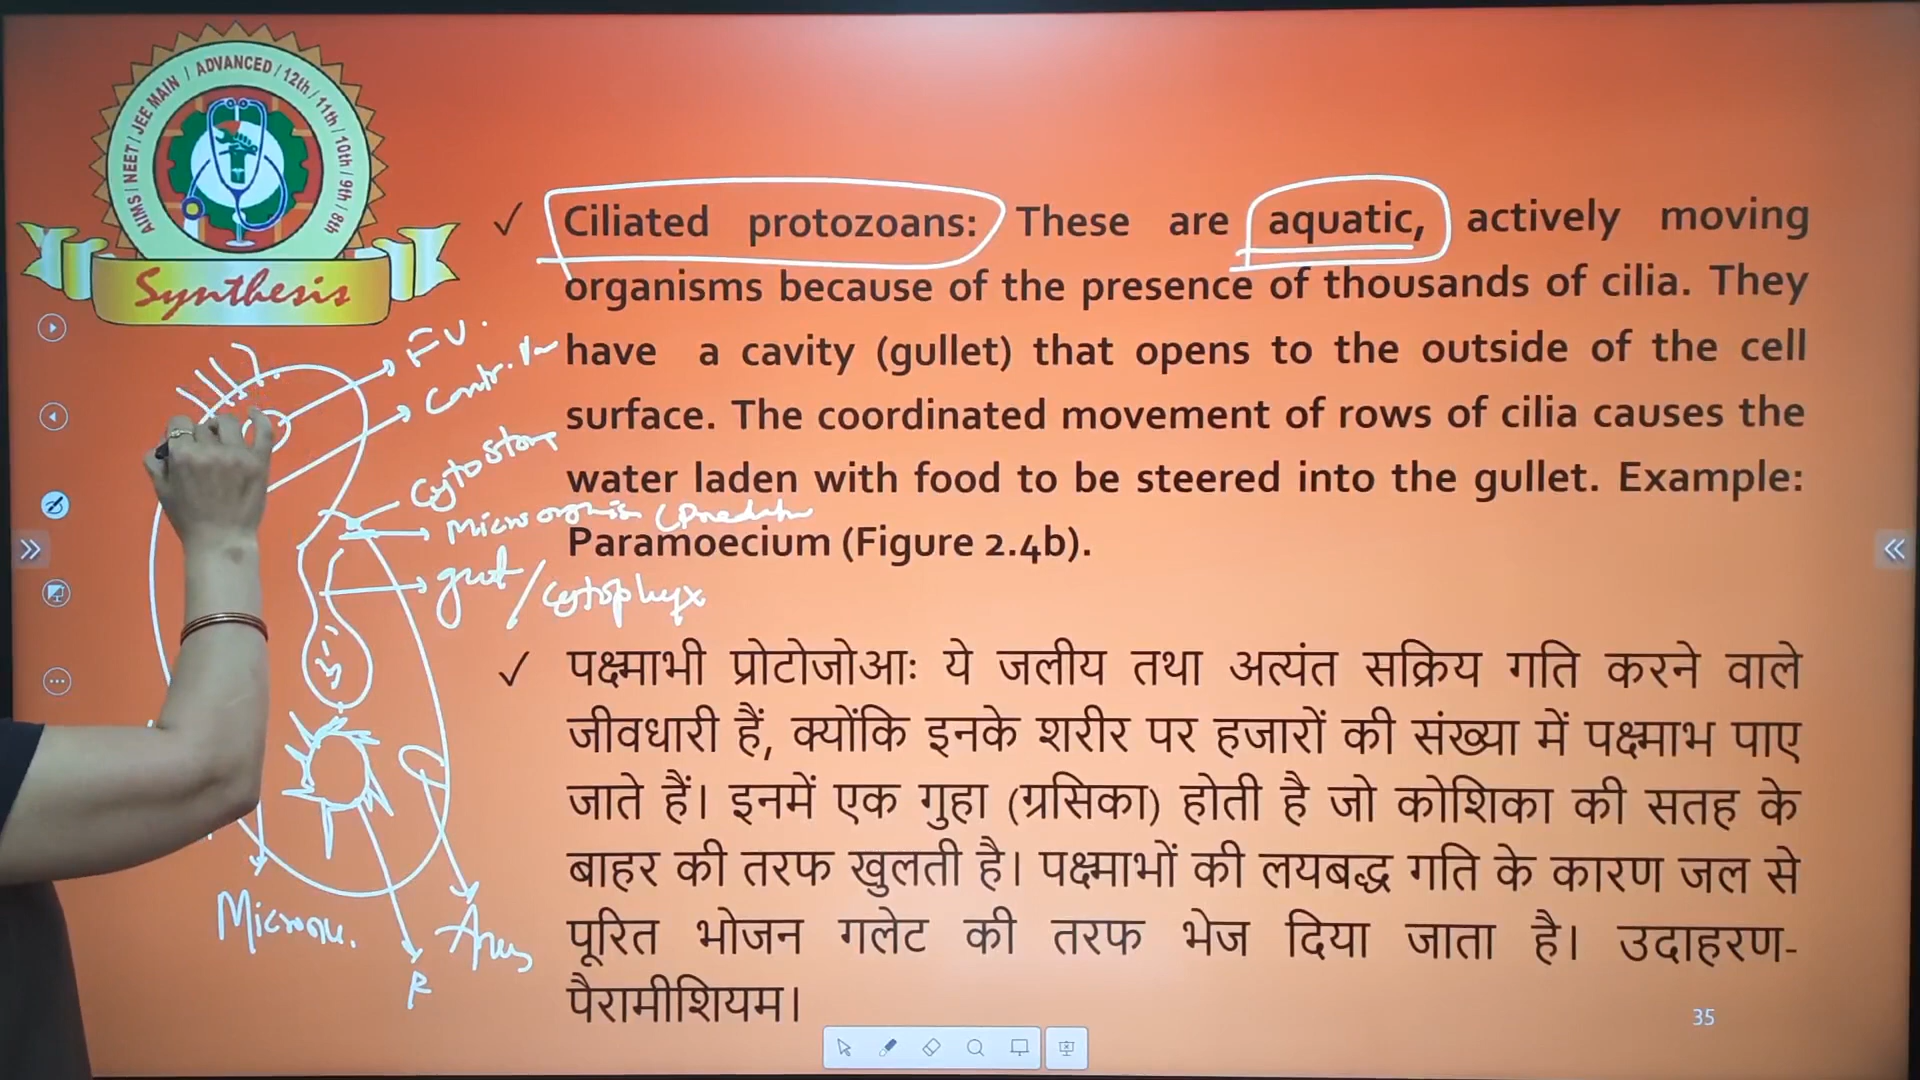 AIIMS / NEET / JEE MAIN / ADVANCED / 12th / 11th / 10th / 9th / 8th
Synthesis
✓ Ciliated protozoans: These are aquatic, actively moving
organisms because of the presence of thousands of cilia. They
have a cavity (gullet) that opens to the outside of the cell
surface. The coordinated movement of rows of cilia causes the
water laden with food to be steered into the gullet. Example:
Paramoecium (Figure 2.4b).
✓ पक्ष्माभी प्रोटोजोआः ये जलीय तथा अत्यंत सक्रिय गति करने वाले
जीवधारी हैं, क्योंकि इनके शरीर पर हजारों की संख्या में पक्ष्माभ पाए
जाते हैं। इनमें एक गुहा (ग्रसिका) होती है जो कोशिका की सतह के
बाहर की तरफ खुलती है। पक्ष्माभों की लयबद्ध गति के कारण जल से
पूरित भोजन गलेट की तरफ भेज दिया जाता है। उदाहरण-
पैरामीशियम।
F.V.
Contr. Va
Cytostome
gut/cytophyx
Micronu.
Anus
R
35